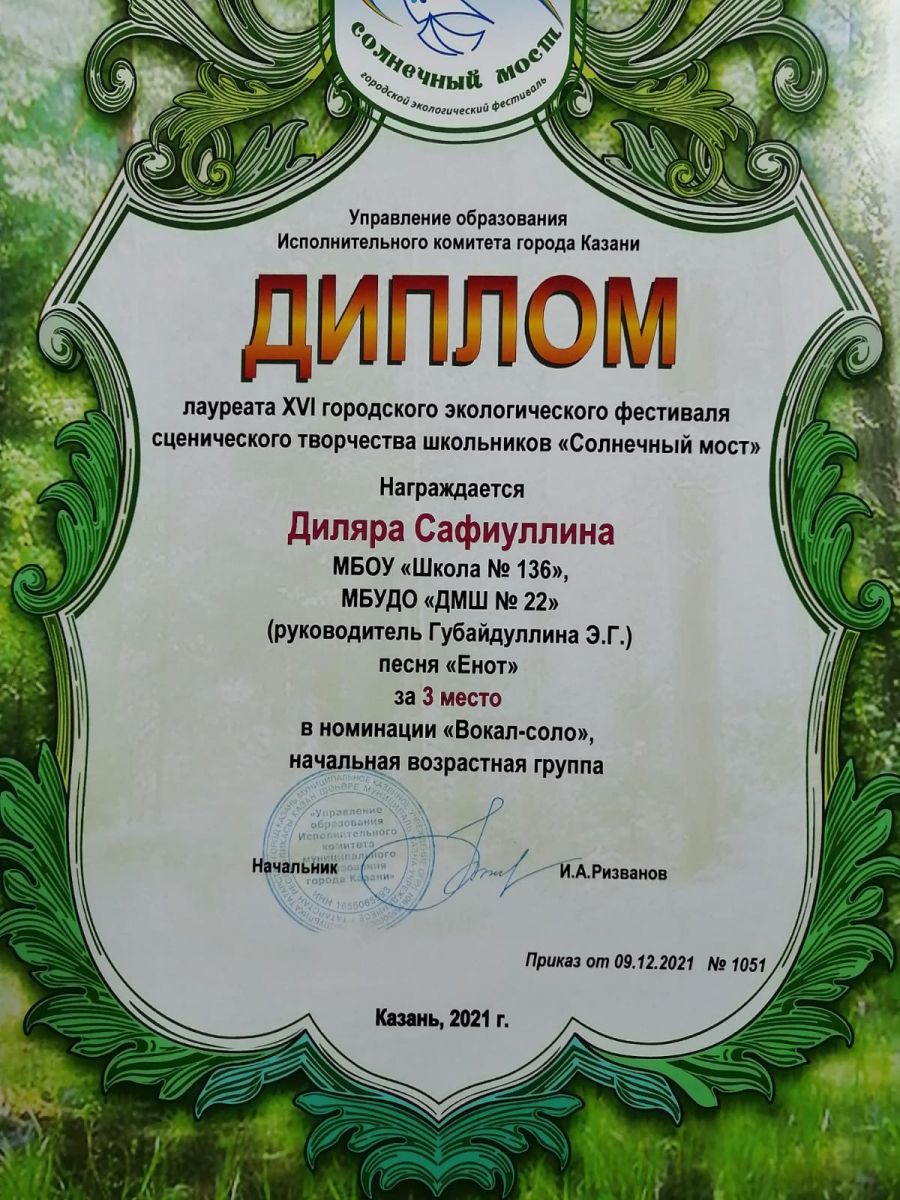 солнечный мост
городской экологический фестиваль
Управление образования
Исполнительного комитета города Казани
ДИПЛОМ
лауреата XVI городского экологического фестиваля
сценического творчества школьников «Солнечный мост»
Награждается
Диляра Сафиуллина
МБОУ «Школа № 136»,
МБУДО «ДМШ № 22»
(руководитель Губайдуллина Э.Г.)
песня «Енот»
за 3 место
в номинации «Вокал-соло»,
начальная возрастная группа
«Управление
образования
Исполнительного
комитета
муниципального
города Казани»
Начальник
И.А.Ризванов
Приказ от 09.12.2021 № 1051
Казань, 2021 г.